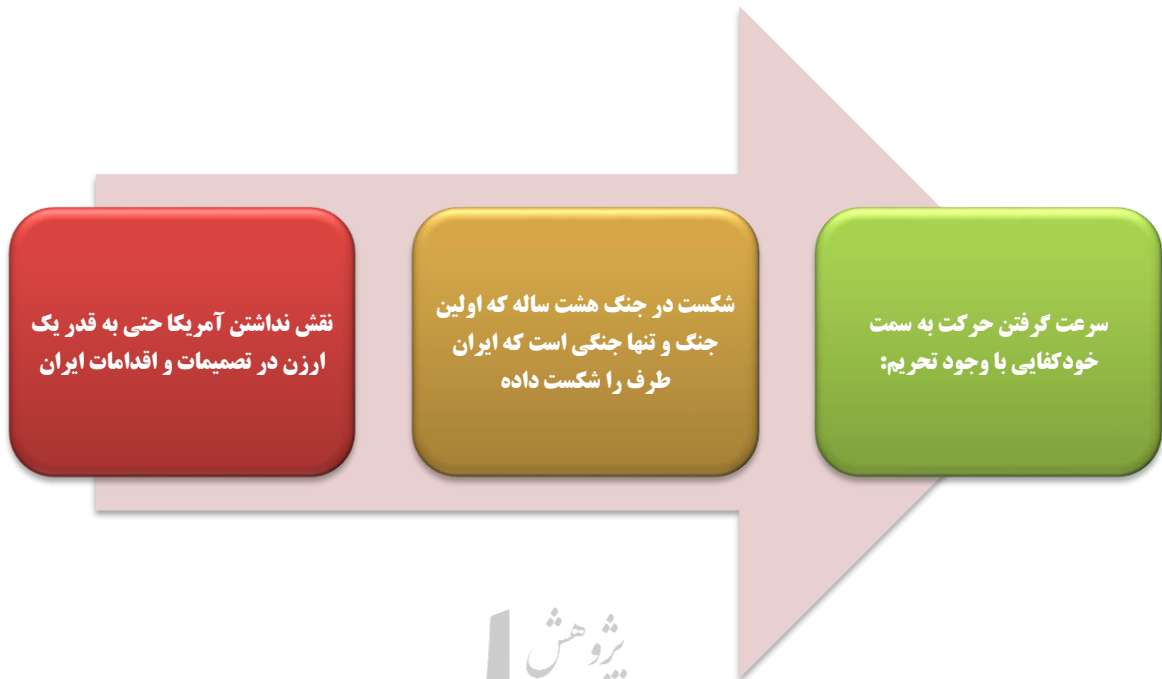 سرعت گرفتن حرکت به سمت
خودکفایی با وجود تحریم:
شکست در جنگ هشت ساله که اولین
جنگ و تنها جنگی است که ایران
طرف را شکست داده
نقش نداشتن آمریکا حتی به قدر یک
ارزن در تصمیمات و اقدامات ایران
پژوهش